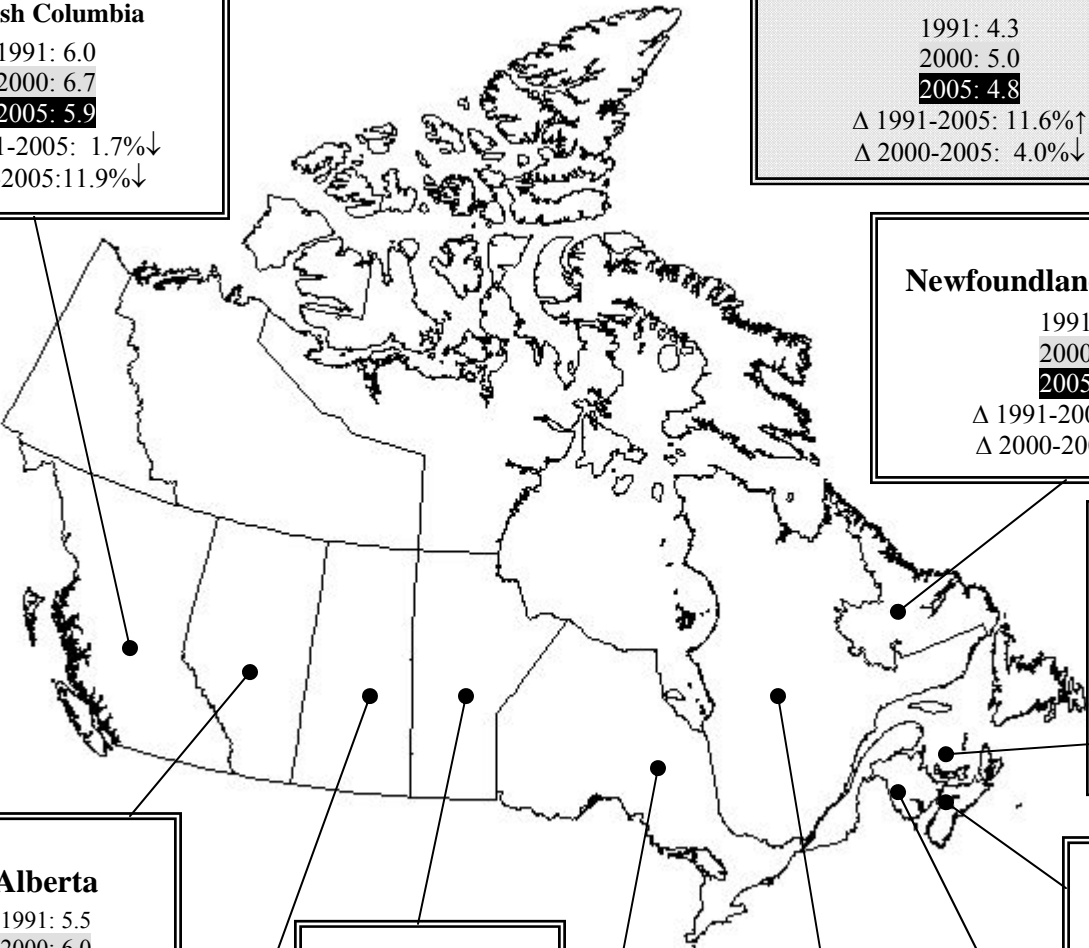 sh Columbia
1991: 6.0
2000: 6.7
2005: 5.9
1-2005: 1.7%↓
2005:11.9%↓
1991: 4.3
2000: 5.0
2005: 4.8
Δ 1991-2005: 11.6%↑
Δ 2000-2005: 4.0%↓
Newfoundlan
1991
2000
2005
Δ 1991-200
Δ 2000-200
Alberta
1991: 5.5
2000: 6.0